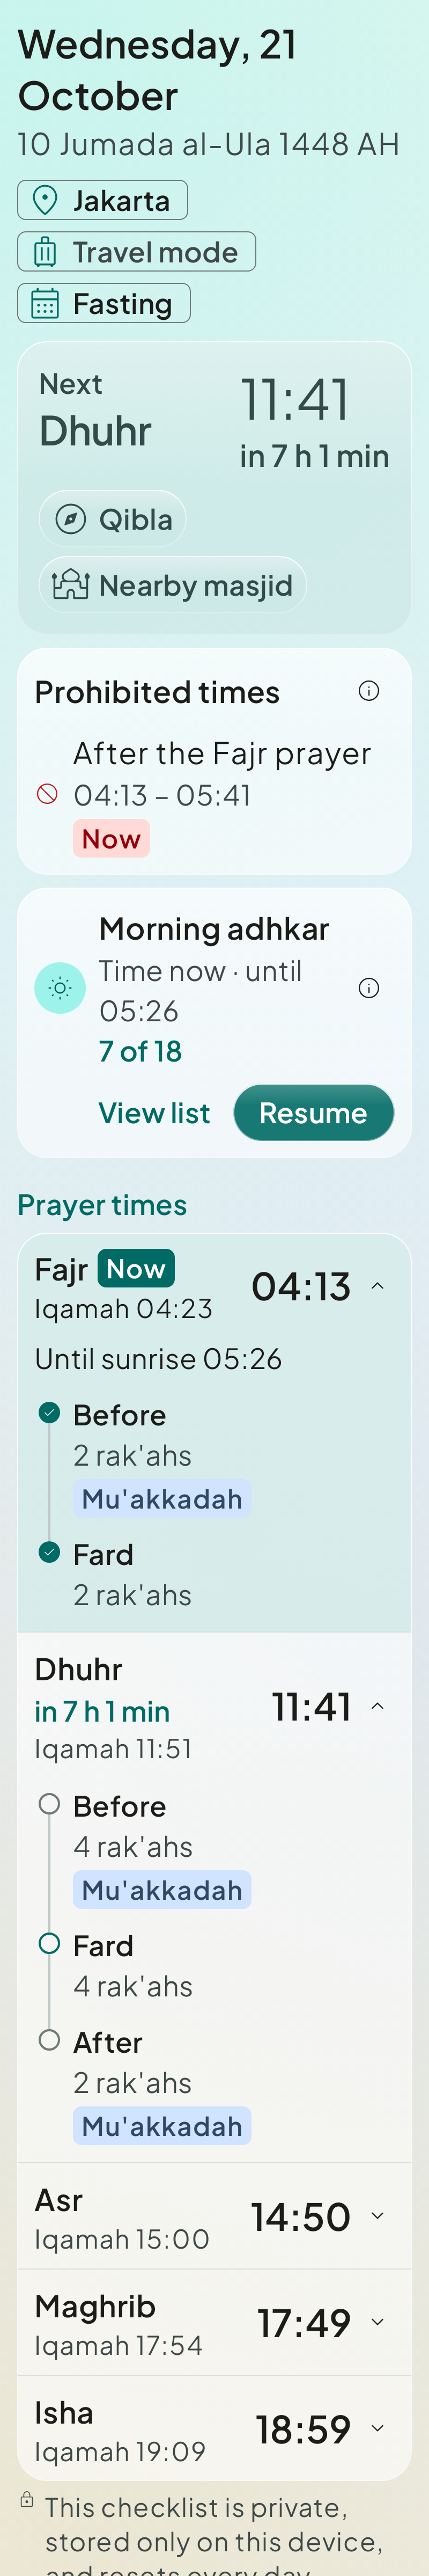 Wednesday, 21
October
10 Jumada al-Ula 1448 AH
Jakarta
Travel mode
Fasting
Next
Dhuhr
11:41
in 7 h 1 min
Qibla
Nearby masjid
Prohibited times
After the Fajr prayer
04:13 – 05:41
Now
Morning adhkar
Time now · until
05:26
7 of 18
View list
Resume
Prayer times
Fajr Now
Iqamah 04:23
04:13
Until sunrise 05:26
Before
2 rak'ahs
Mu'akkadah
Fard
2 rak'ahs
Dhuhr
in 7 h 1 min
Iqamah 11:51
11:41
Before
4 rak'ahs
Mu'akkadah
Fard
4 rak'ahs
After
2 rak'ahs
Mu'akkadah
Asr
Iqamah 15:00
14:50
Maghrib
Iqamah 17:54
17:49
Isha
Iqamah 19:09
18:59
This checklist is private,
stored only on this device,
and resets every day